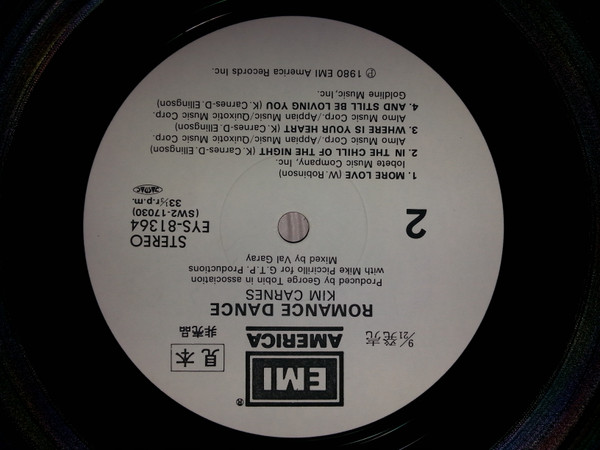 EMI ®
AMERICA
見本
非売品
9/21発売
ROMANCE DANCE
KIM CARNES
Produced by George Tobin in association
with Mike Piccirillo for G.T.P. Productions
Mixed by Val Garay
2
STEREO
EYS-81364
(SW2-17030)
33⅓r.p.m.
1. MORE LOVE (W. Robinson)
Jobete Music Company, Inc.
2. IN THE CHILL OF THE NIGHT (K. Carnes-D. Ellingson)
Almo Music Corp./Appian Music/Quixotic Music Corp.
3. WHERE IS YOUR HEART (K. Carnes-D. Ellingson)
Almo Music Corp./Appian Music/Quixotic Music Corp.
4. AND STILL BE LOVING YOU (K. Carnes-D. Ellingson)
Goldline Music, Inc.
℗ 1980 EMI America Records Inc.